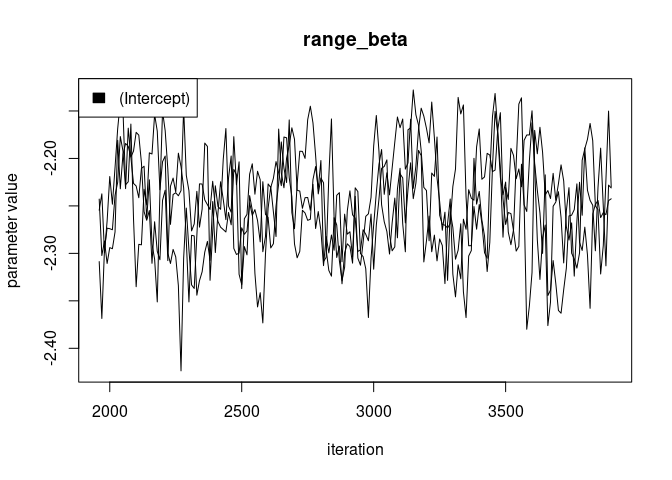 range_beta
(Intercept)
parameter value
-2.20
-2.30
-2.40
2000
2500
3000
3500
iteration